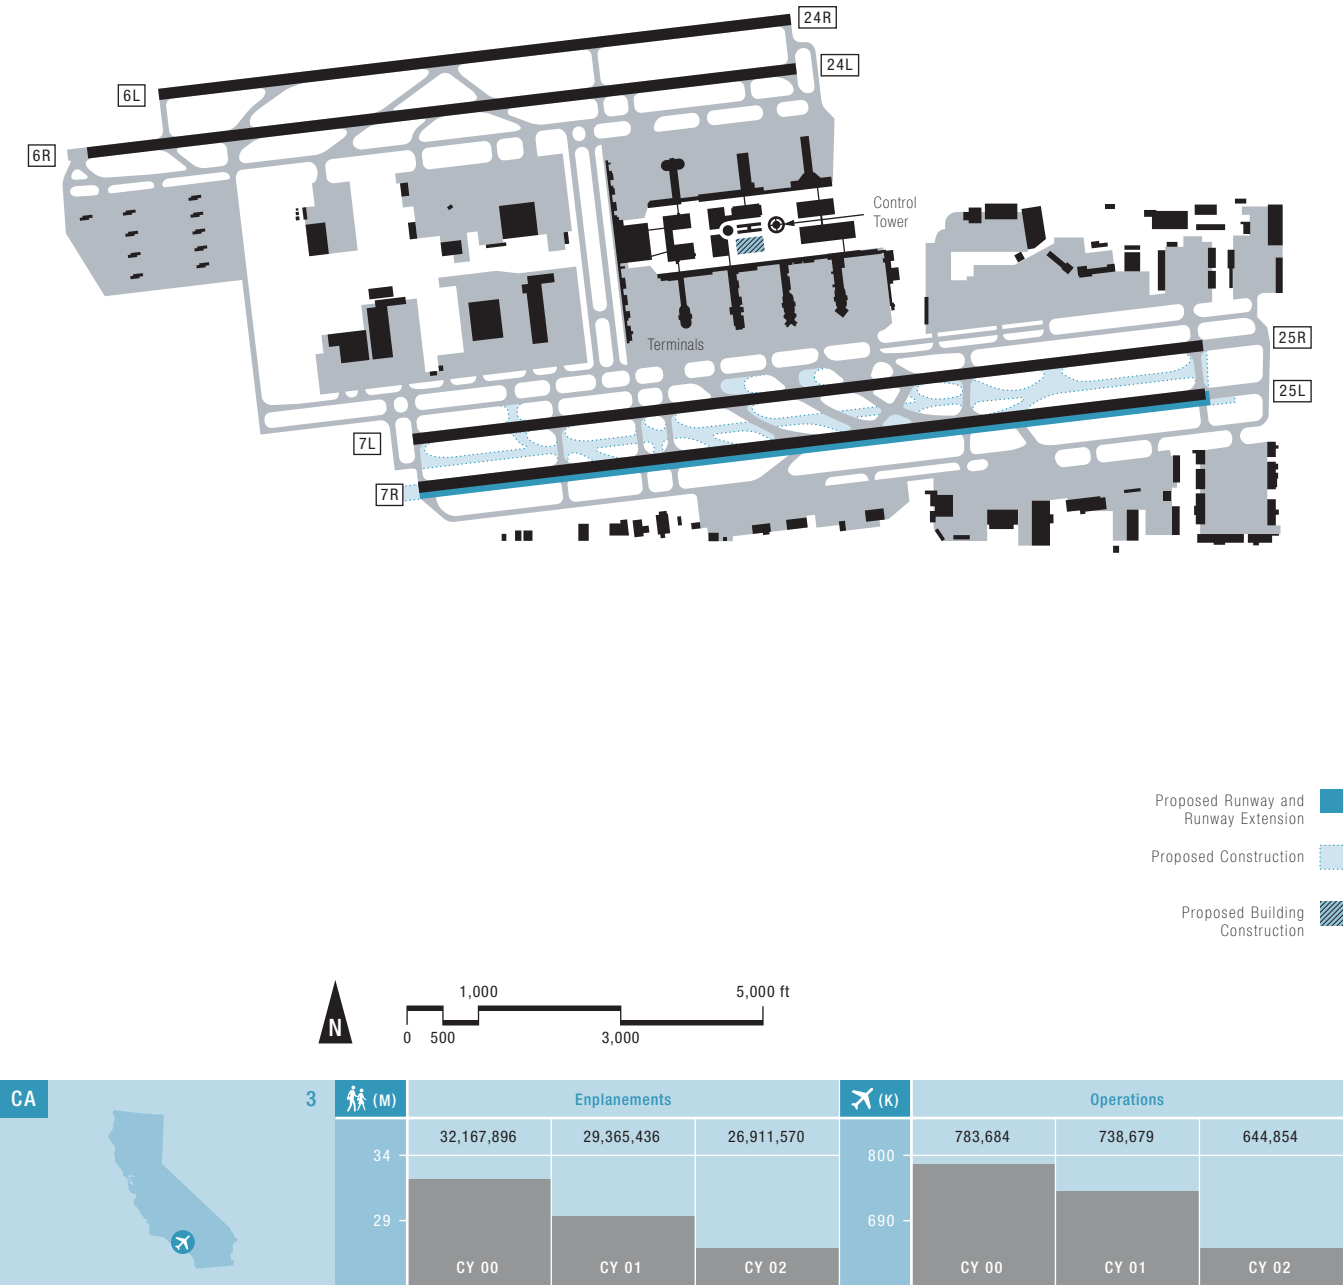 24R
24L
6L
6R
Control
Tower
Terminals
25R
25L
7L
7R
Proposed Runway and
Runway Extension
Proposed Construction
Proposed Building
Construction
N
1,000
5,000 ft
0
500
3,000
CA
3
(M)
Enplanements
(K)
Operations
32,167,896
29,365,436
26,911,570
783,684
738,679
644,854
34
800
29
690
CY 00
CY 01
CY 02
CY 00
CY 01
CY 02